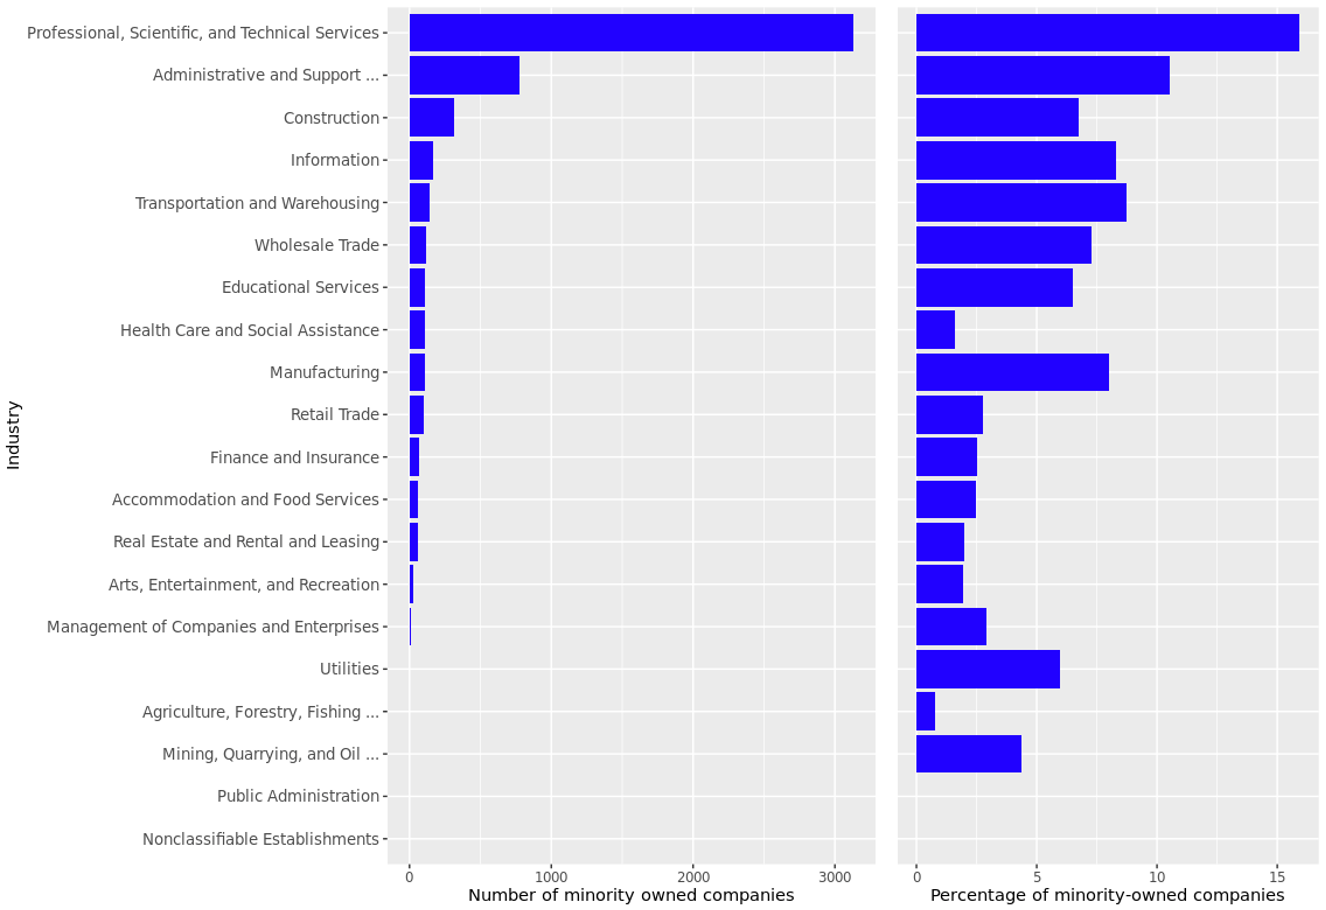 Professional, Scientific, and Technical Services
Administrative and Support ...
Construction
Information
Transportation and Warehousing
Wholesale Trade
Educational Services
Health Care and Social Assistance
Manufacturing
Retail Trade
Finance and Insurance
Accommodation and Food Services
Real Estate and Rental and Leasing
Arts, Entertainment, and Recreation
Management of Companies and Enterprises
Utilities
Agriculture, Forestry, Fishing ...
Mining, Quarrying, and Oil ...
Public Administration
Nonclassifiable Establishments
Industry
0 1000 2000 3000
Number of minority owned companies
0 5 10 15
Percentage of minority-owned companies